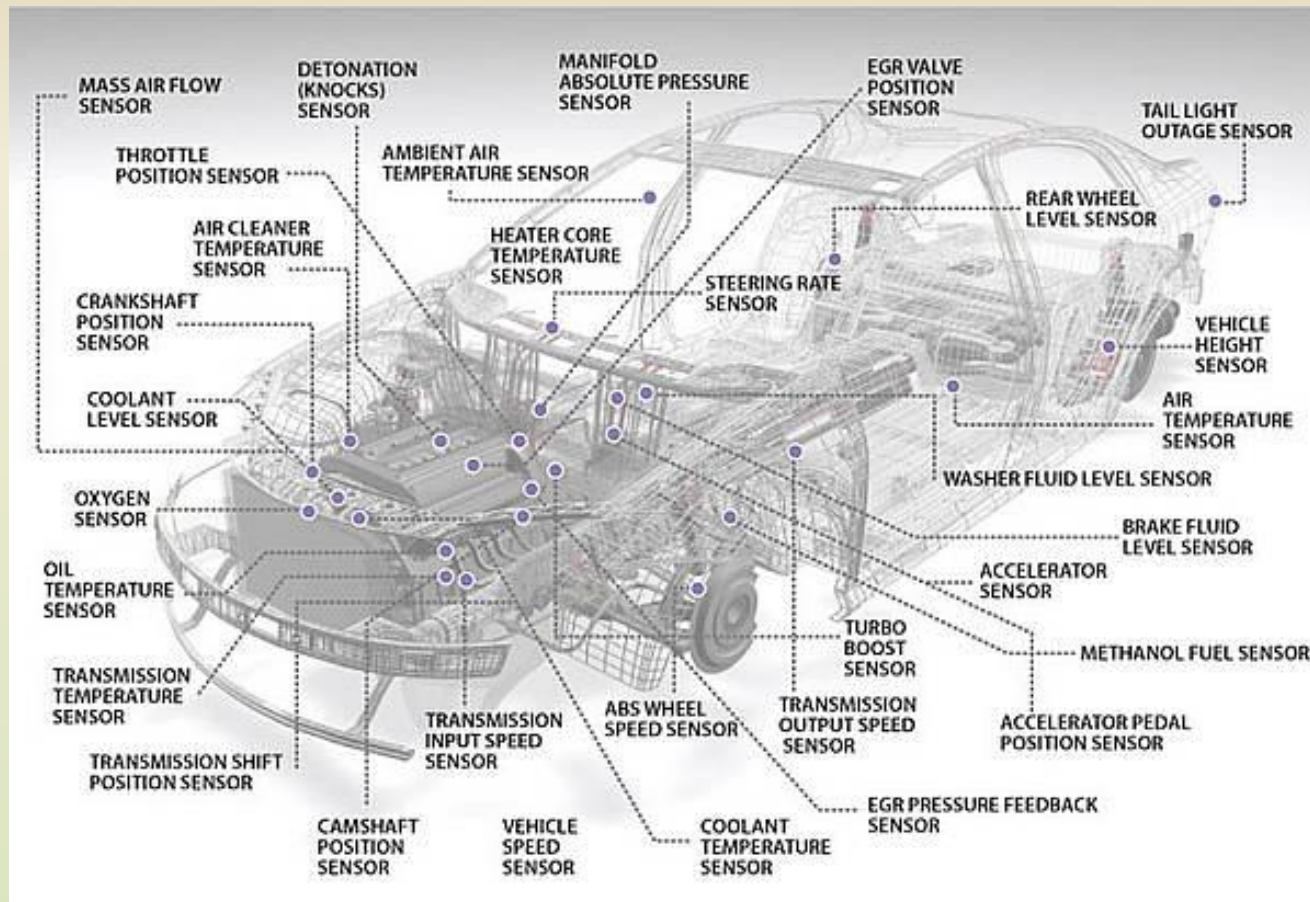 MASS AIR FLOW
SENSOR
DETONATION
(KNOCKS)
SENSOR
MANIFOLD
ABSOLUTE PRESSURE
SENSOR
EGR VALVE
POSITION
SENSOR
TAIL LIGHT
OUTAGE SENSOR
THROTTLE
POSITION SENSOR
AMBIENT AIR
TEMPERATURE SENSOR
REAR WHEEL
LEVEL SENSOR
AIR CLEANER
TEMPERATURE
SENSOR
HEATER CORE
TEMPERATURE
SENSOR
STEERING RATE
SENSOR
CRANKSHAFT
POSITION
SENSOR
VEHICLE
HEIGHT
SENSOR
COOLANT
LEVEL SENSOR
AIR
TEMPERATURE
SENSOR
WASHER FLUID LEVEL SENSOR
OXYGEN
SENSOR
BRAKE FLUID
LEVEL SENSOR
OIL
TEMPERATURE
SENSOR
ACCELERATOR
SENSOR
TURBO
BOOST
SENSOR
METHANOL FUEL SENSOR
TRANSMISSION
TEMPERATURE
SENSOR
ABS WHEEL
SPEED SENSOR
TRANSMISSION
OUTPUT SPEED
SENSOR
TRANSMISSION
INPUT SPEED
SENSOR
ACCELERATOR PEDAL
POSITION SENSOR
TRANSMISSION SHIFT
POSITION SENSOR
EGR PRESSURE FEEDBACK
SENSOR
CAMSHAFT
POSITION
SENSOR
VEHICLE
SPEED
SENSOR
COOLANT
TEMPERATURE
SENSOR